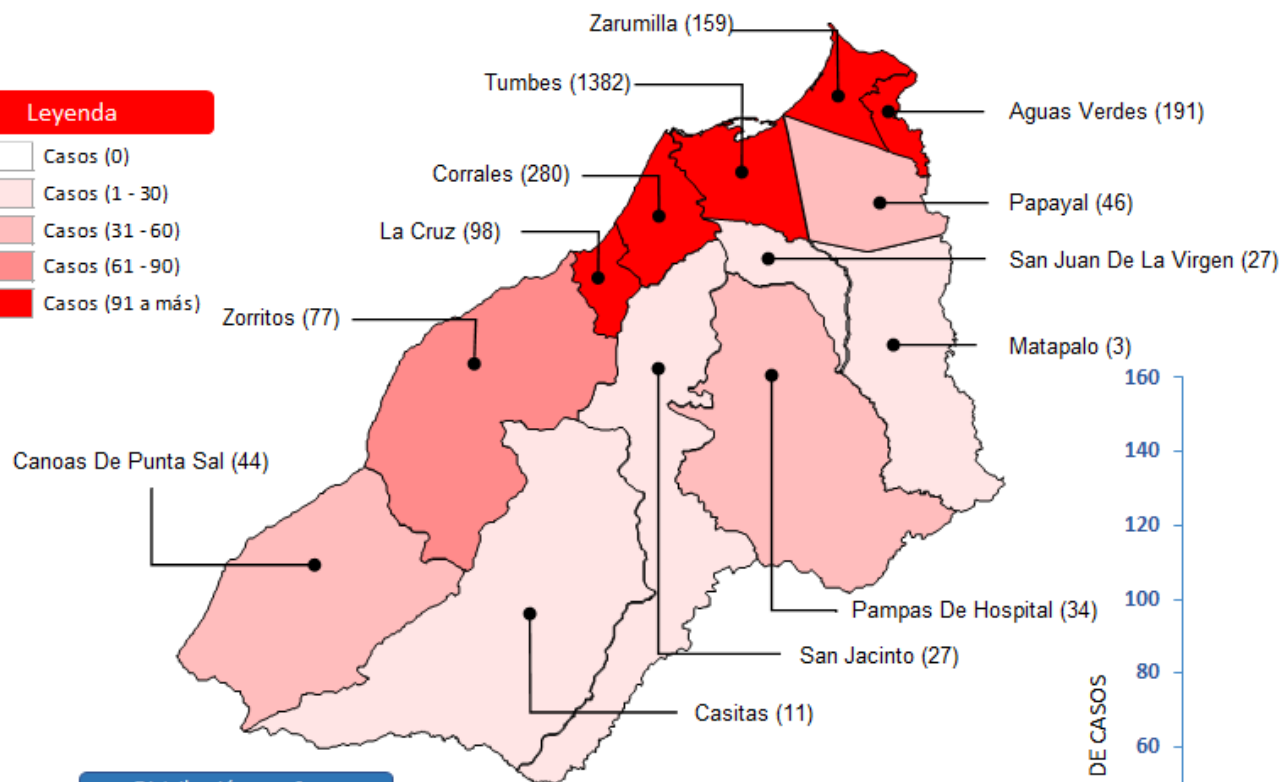 Zarumilla (159)
Tumbes (1382)
Leyenda
Aguas Verdes (191)
Casos (0)
Corrales (280)
Casos (1 - 30)
Papayal (46)
Casos (31 - 60)
La Cruz (98)
San Juan De La Virgen (27)
Casos (61 - 90)
Casos (91 a más)
Zorritos (77)
Matapalo (3)
160
140
Canoas De Punta Sal (44)
120
100
Pampas De Hospital (34)
San Jacinto (27)
80
Casitas (11)
DE CASOS
60